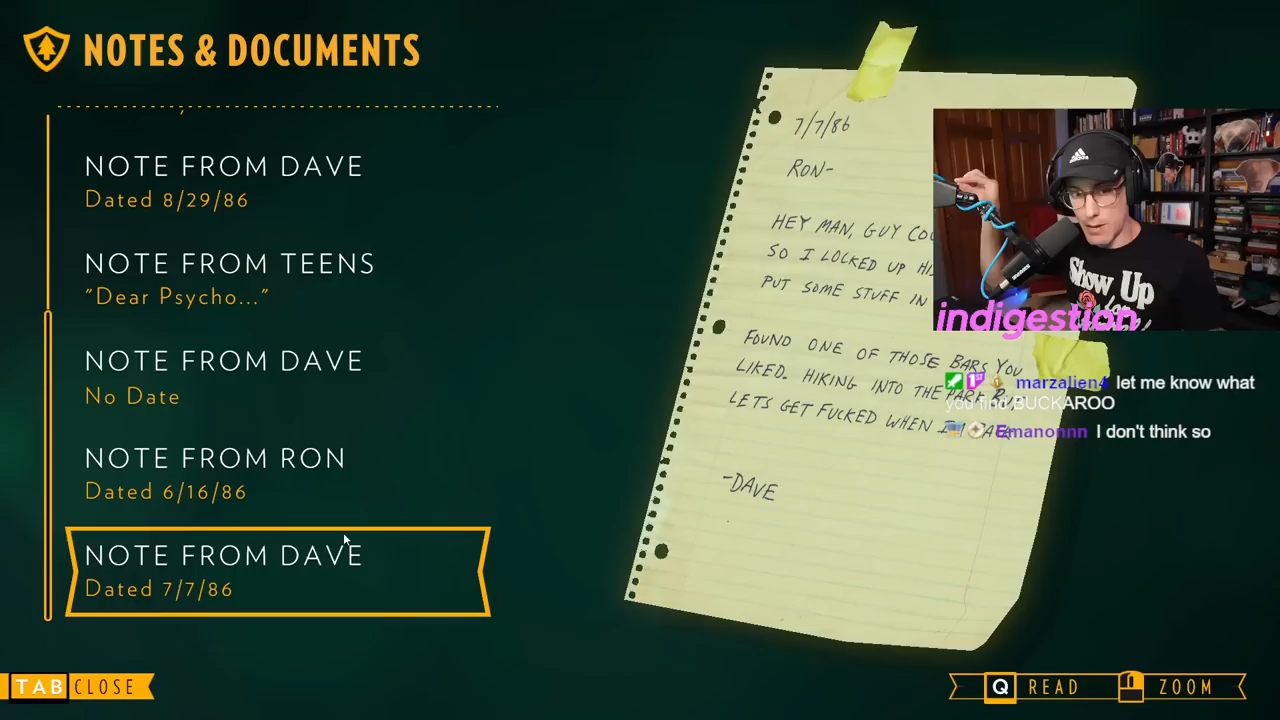 NOTES & DOCUMENTS
NOTE FROM DAVE
Dated 8/29/86
NOTE FROM TEENS
"Dear Psycho..."
NOTE FROM DAVE
No Date
NOTE FROM RON
Dated 6/16/86
NOTE FROM DAVE
Dated 7/7/86
TAB CLOSE
7/7/86
RON-
HEY MAN, GUY
SO I LOCKED UP
PUT SOME STUFF IN
FOUND ONE OF THOSE BARS YOU
LIKED. HIKING INTO THE PARK
LETS GET FUCKED WHEN
-DAVE
Show Up
indigestion
marzalien4 let me know what
you find BUCKAROO
Emanonnn I don't think so
Q READ
ZOOM